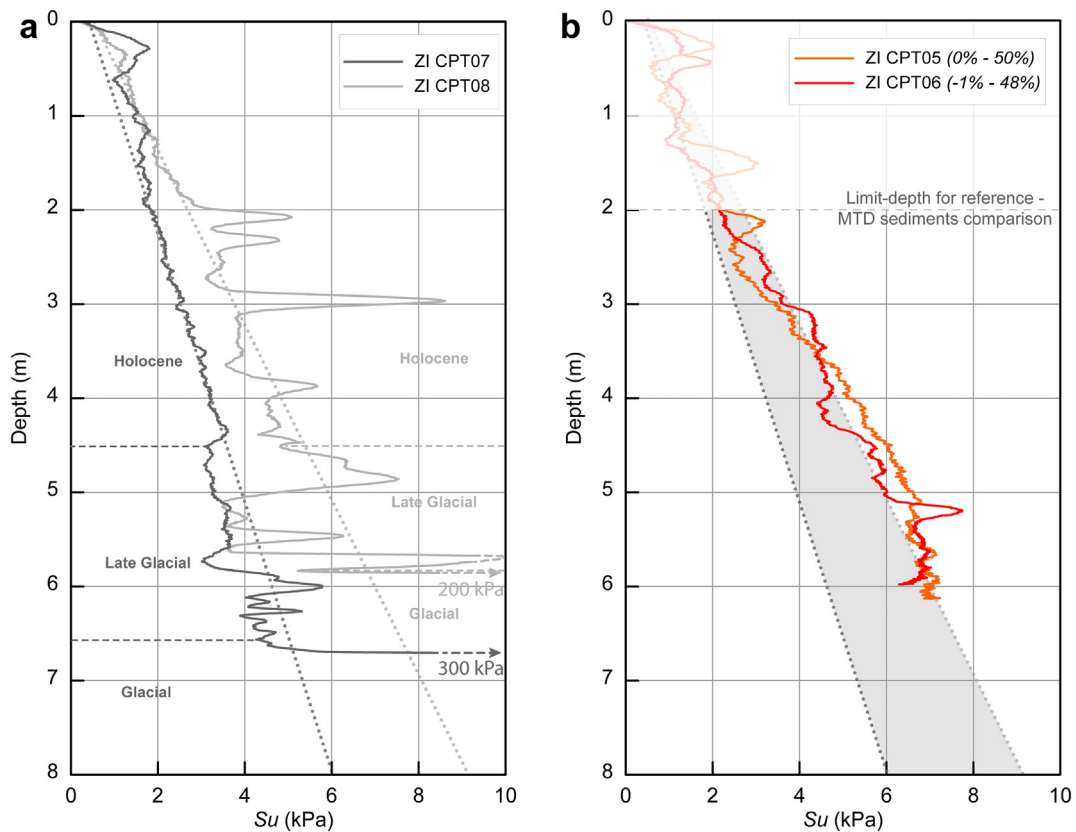 a
ZI CPT07
ZI CPT08
0
1
2
3
4
5
6
7
8
Depth (m)
Holocene
Holocene
Late Glacial
Late Glacial
200 kPa
Glacial
300 kPa
Glacial
0
2
4
6
8
10
Su (kPa)
b
ZI CPT05 (0% - 50%)
ZI CPT06 (-1% - 48%)
0
1
2
3
4
5
6
7
8
Depth (m)
Limit-depth for reference -
MTD sediments comparison
0
2
4
6
8
10
Su (kPa)